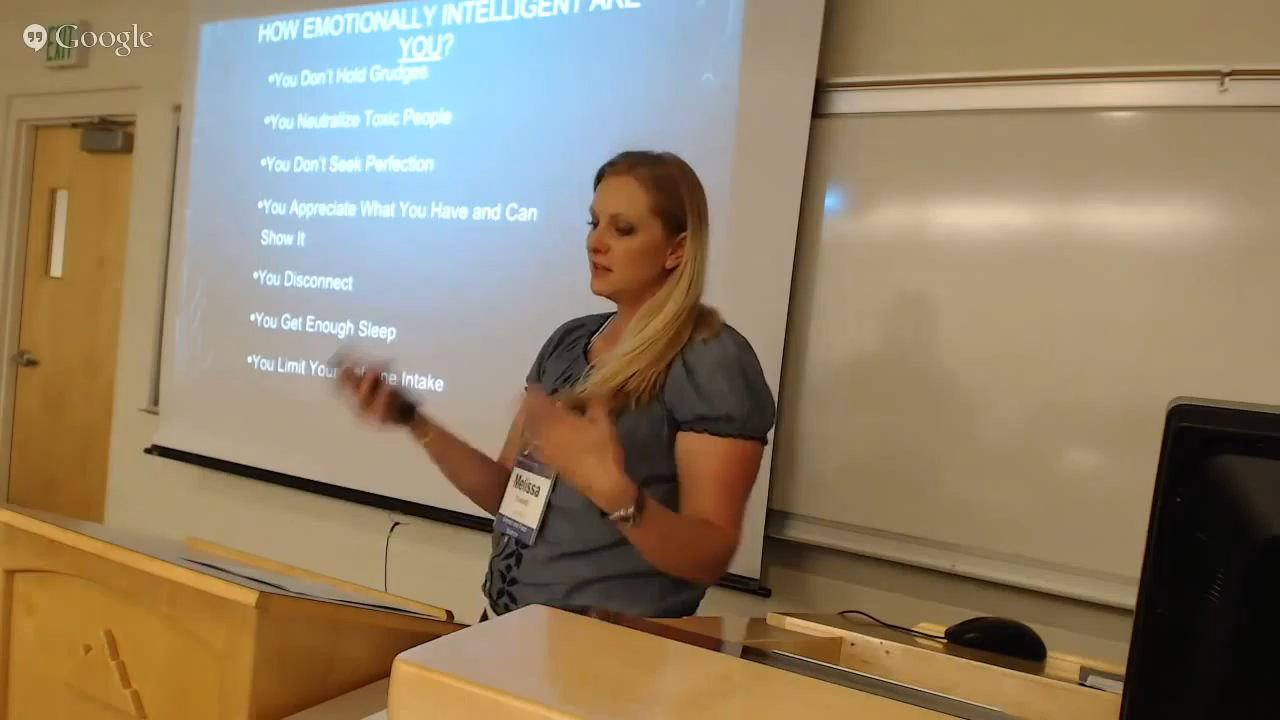 Google
EXIT
HOW EMOTIONALLY INTELLIGENT ARE
YOU?
•You Don't Hold Grudges
•You Neutralize Toxic People
•You Don't Seek Perfection
•You Appreciate What You Have and Can
Show It
•You Disconnect
•You Get Enough Sleep
•You Limit Your Intake
Melissa